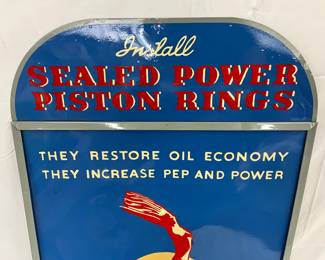 Install
SEALED POWER
PISTON RINGS
THEY RESTORE OIL ECONOMY
THEY INCREASE PEP AND POWER